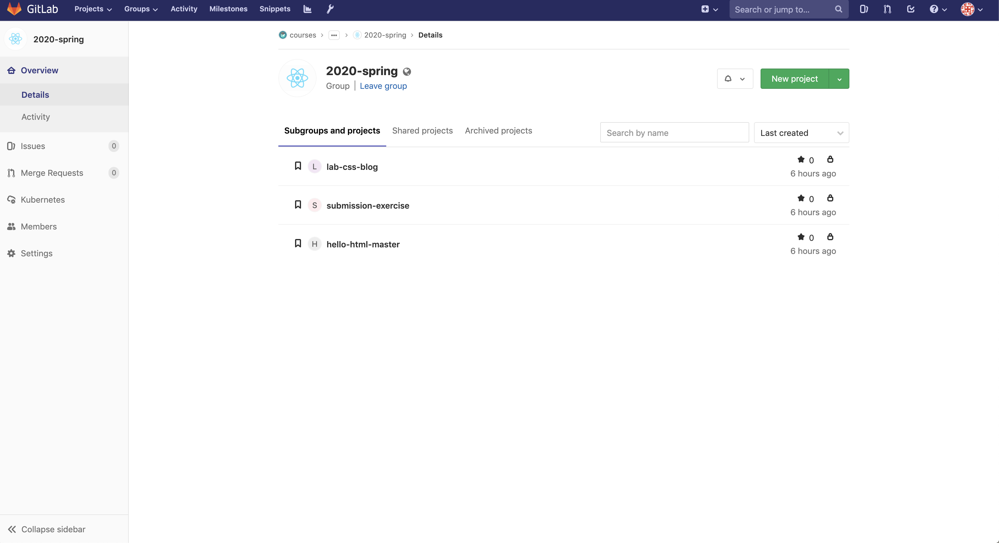 GitLab Projects Groups Activity Milestones Snippets Search or jump to...
2020-spring
Overview
Details
Activity
Issues 0
Merge Requests 0
Kubernetes
Members
Settings
Collapse sidebar
courses > ... > 2020-spring > Details
2020-spring
Group | Leave group
New project
Subgroups and projects Shared projects Archived projects Search by name Last created
L lab-css-blog 0
6 hours ago
S submission-exercise 0
6 hours ago
H hello-html-master 0
6 hours ago